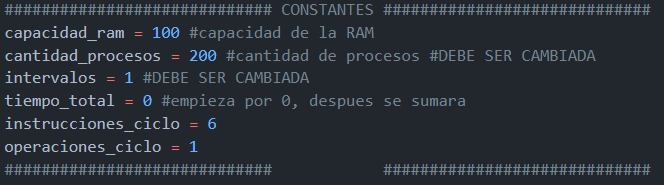 ############################# CONSTANTES #############################
capacidad_ram = 100 #capacidad de la RAM
cantidad_procesos = 200 #cantidad de procesos #DEBE SER CAMBIADA
intervalos = 1 #DEBE SER CAMBIADA
tiempo_total = 0 #empieza por 0, despues se sumara
instrucciones_ciclo = 6
operaciones_ciclo = 1
#############################            #############################